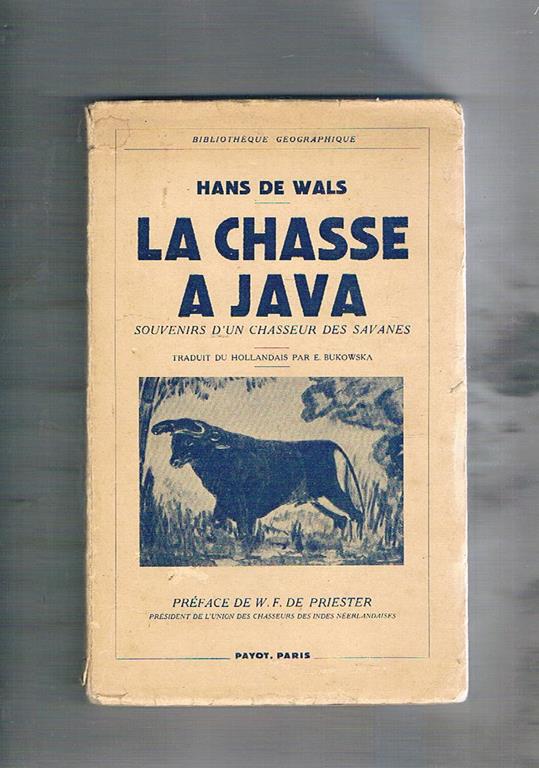 BIBLIOTHÈQUE GÉOGRAPHIQUE
HANS DE WALS
LA CHASSE
A JAVA
SOUVENIRS D'UN CHASSEUR DES SAVANES
TRADUIT DU HOLLANDAIS PAR E. BUKOWSKA
PRÉFACE DE W. F. DE PRIESTER
PRÉSIDENT DE L'UNION DES CHASSEURS DES INDES NÉERLANDAISES
PAYOT, PARIS